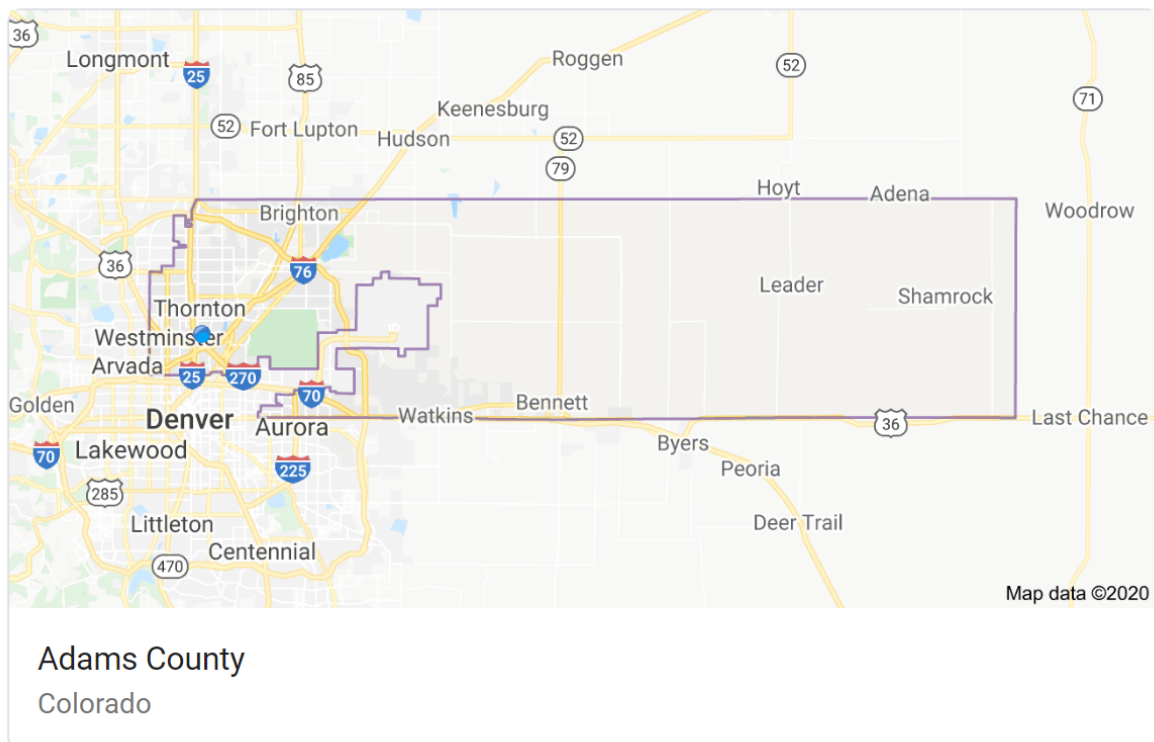 36
Longmont
25
85
Roggen
52
71
Keenesburg
52
Fort Lupton
Hudson
52
79
Hoyt
Adena
Brighton
Woodrow
36
76
Leader
Shamrock
Thornton
Westminster
Arvada
25
270
70
Golden
Denver
Aurora
Watkins
Bennett
36
Last Chance
70
Lakewood
225
Byers
Peoria
285
Littleton
Deer Trail
Centennial
470
Map data ©2020
Adams County
Colorado